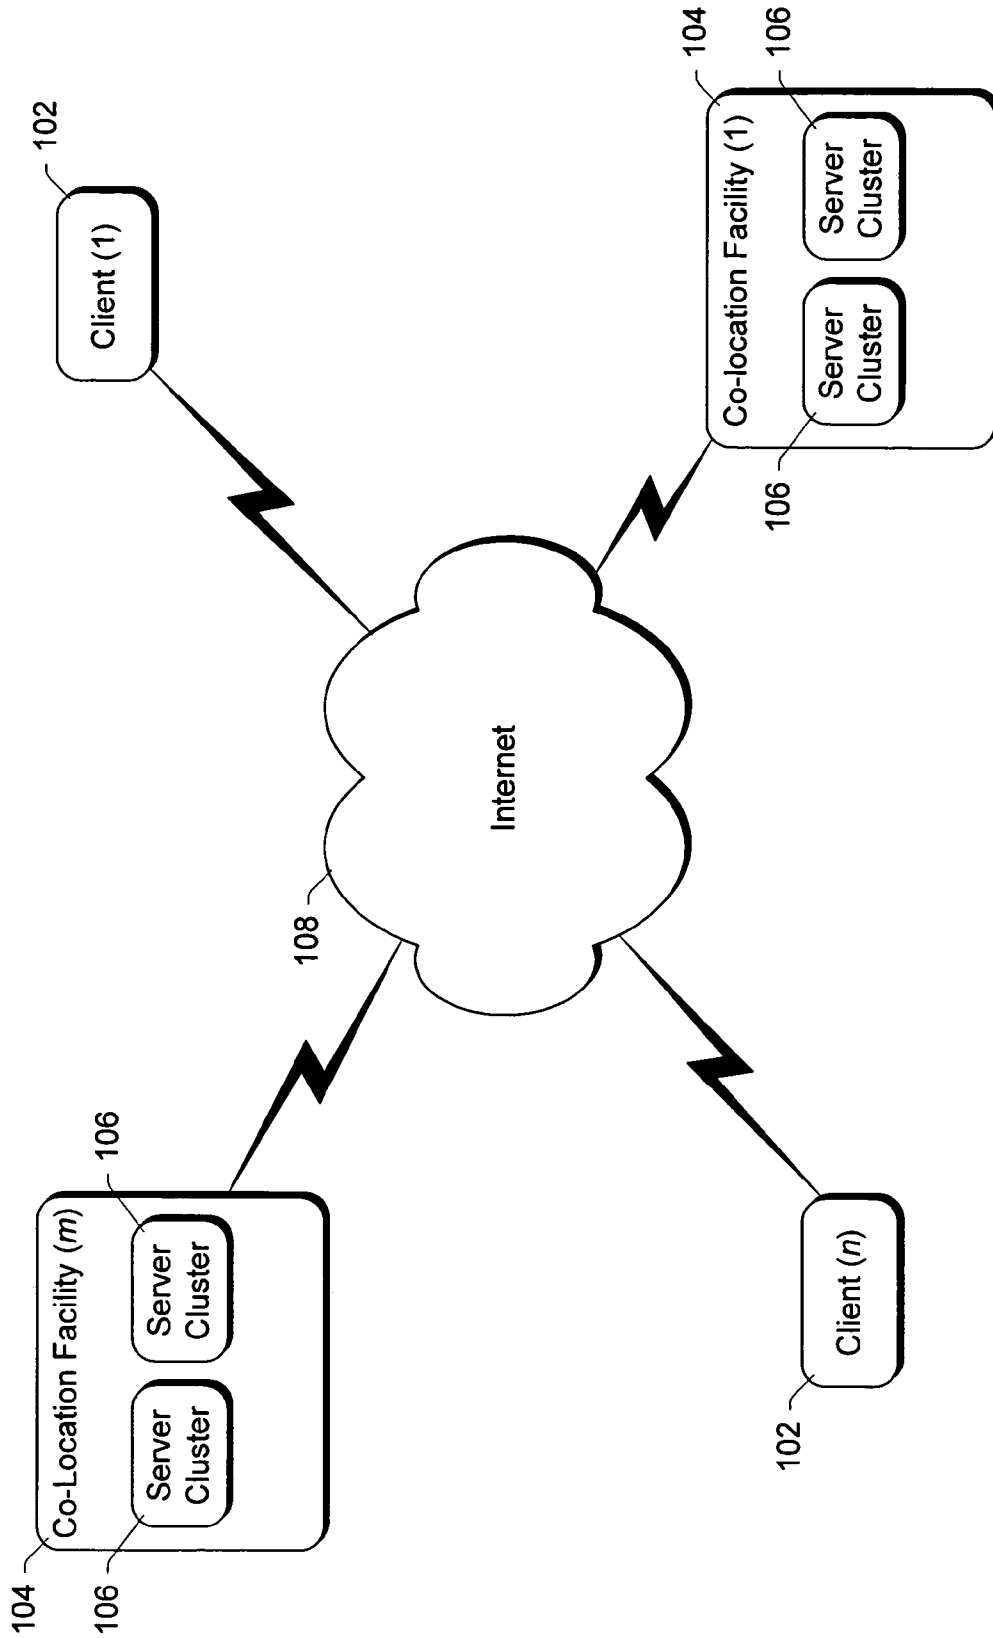 104
Co-Location Facility (m)
106
106
Server
Cluster
Server
Cluster
102
Client (1)
108
Internet
102
Client (n)
104
Co-location Facility (1)
106
106
Server
Cluster
Server
Cluster